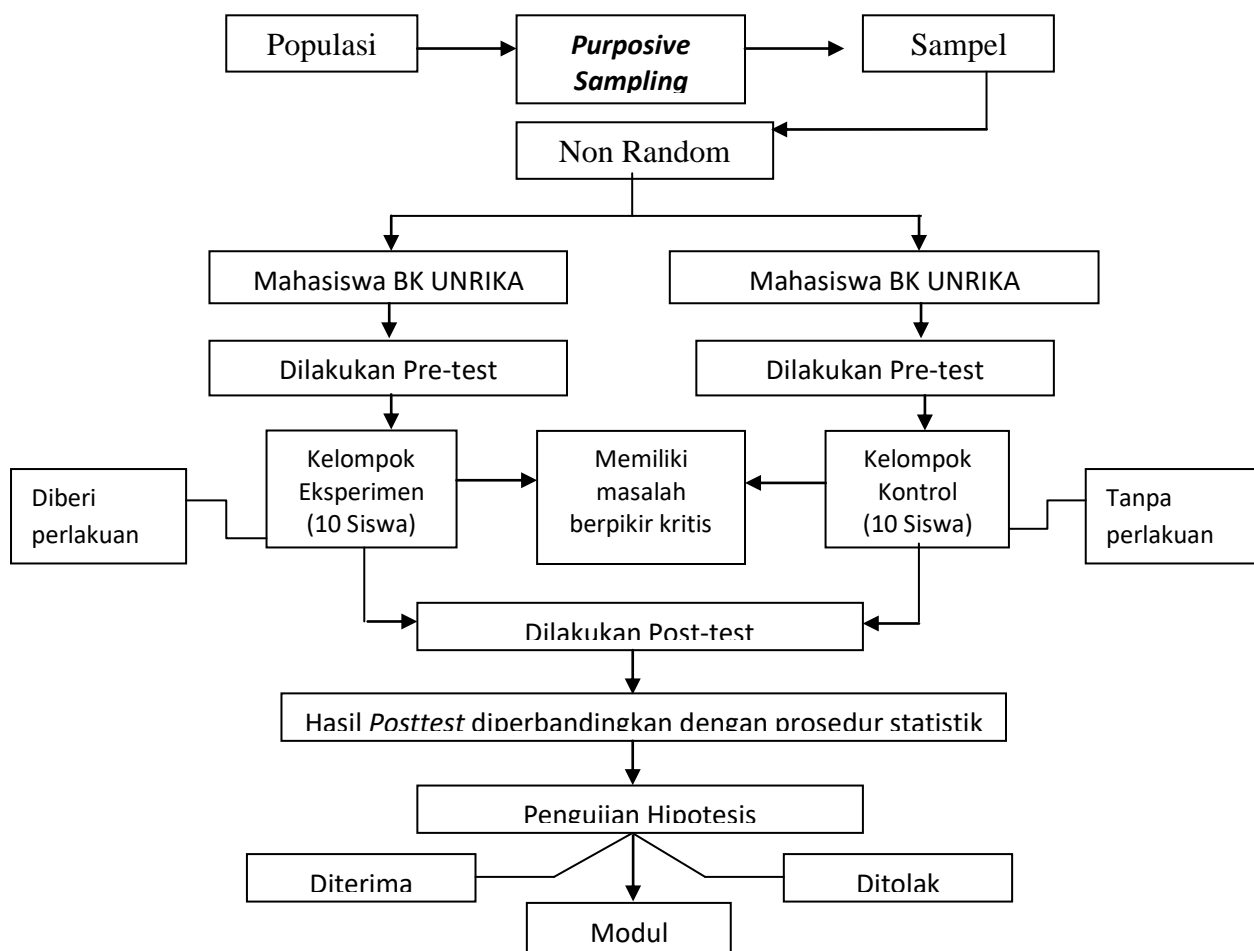 Populasi
Purposive
Sampling
Sampel
Non Random
Mahasiswa BK UNRIKA
Mahasiswa BK UNRIKA
Dilakukan Pre-test
Dilakukan Pre-test
Diberi
perlakuan
Kelompok
Eksperimen
(10 Siswa)
Memiliki
masalah
berpikir kritis
Kelompok
Kontrol
(10 Siswa)
Tanpa
perlakuan
Dilakukan Post-test
Hasil Posttest diperbandingkan dengan prosedur statistik
Pengujian Hipotesis
Diterima
Ditolak
Modul